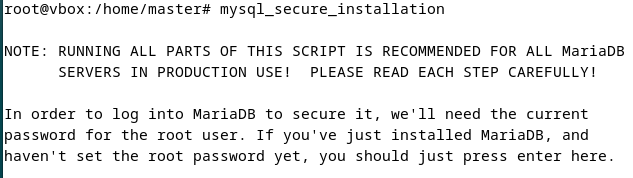 root@vbox:/home/master# mysql_secure_installation
NOTE: RUNNING ALL PARTS OF THIS SCRIPT IS RECOMMENDED FOR ALL MariaDB
      SERVERS IN PRODUCTION USE!  PLEASE READ EACH STEP CAREFULLY!
In order to log into MariaDB to secure it, we'll need the current
password for the root user. If you've just installed MariaDB, and
haven't set the root password yet, you should just press enter here.